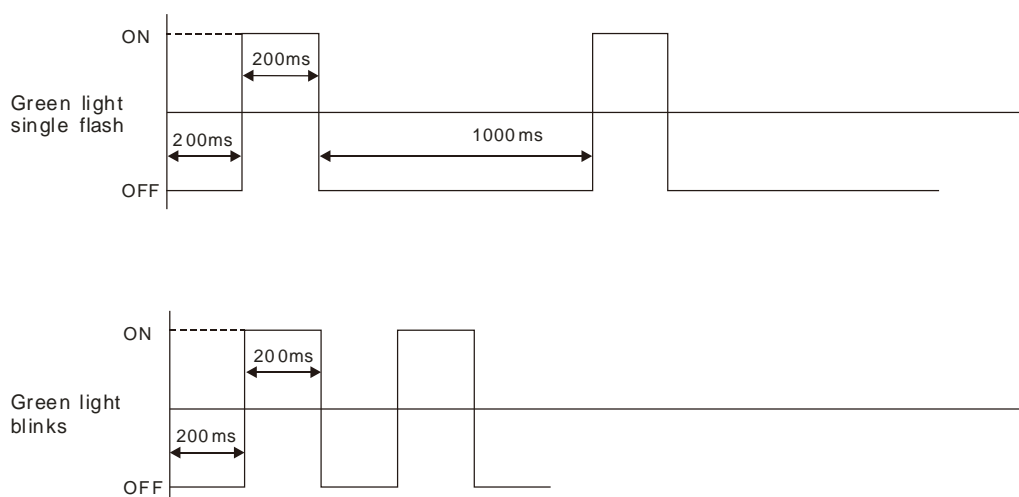 ON
200ms
Green light
single flash
1000ms
200ms
OFF
ON
200ms
Green light
blinks
200ms
OFF